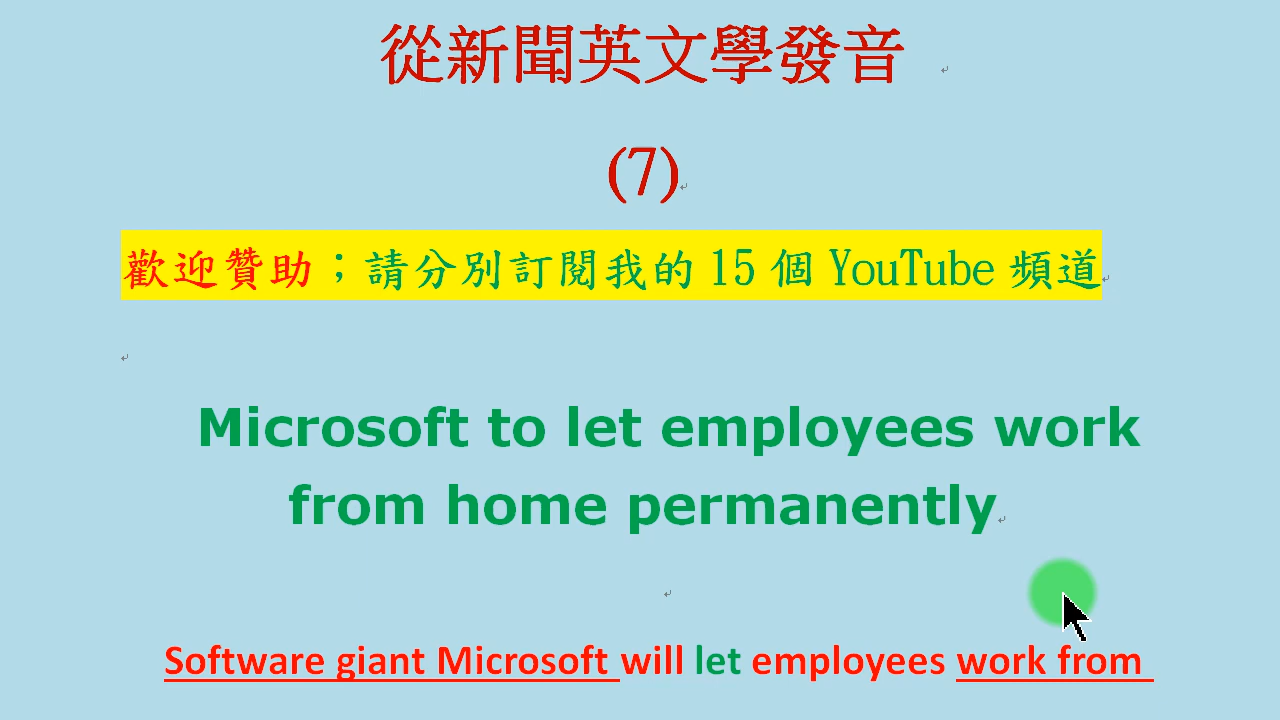 從新聞英文學發音
(7)
歡迎贊助；請分別訂閱我的 15 個 YouTube 頻道
Microsoft to let employees work
from home permanently
Software giant Microsoft will let employees work from